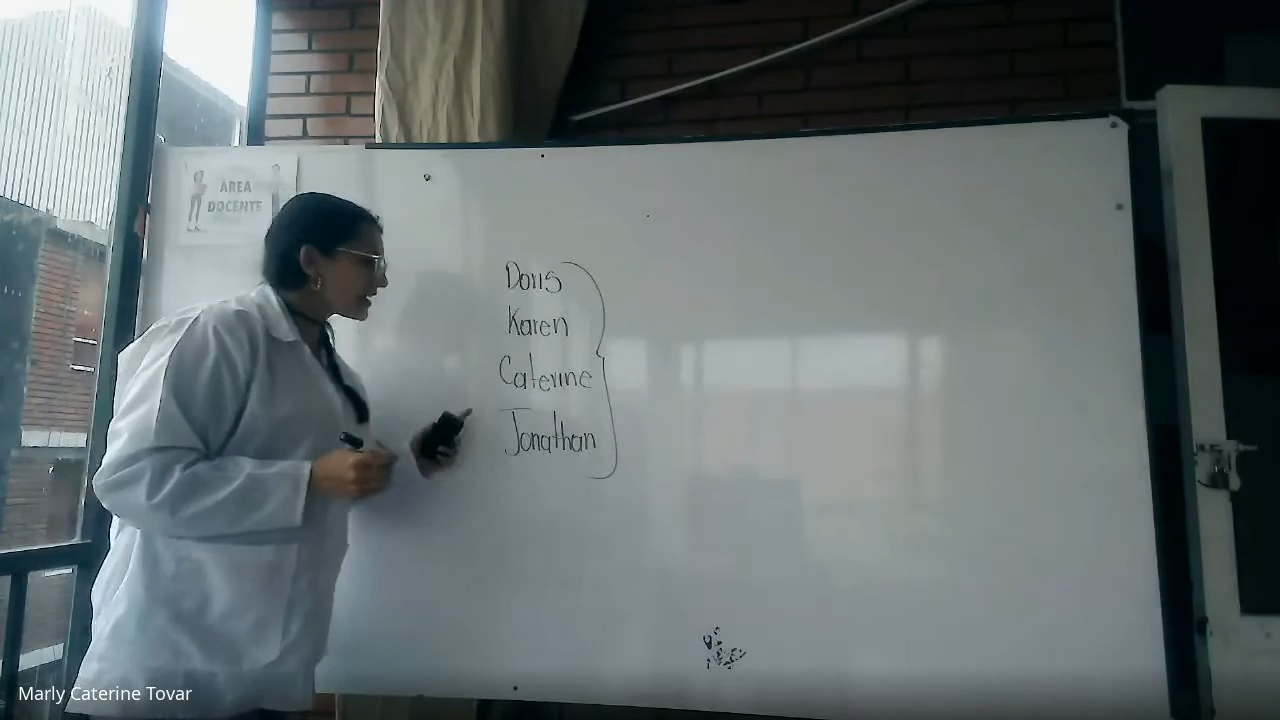 ÁREA
DOCENTE
Doris
Karen
Caterine
Jonathan
Marly Caterine Tovar